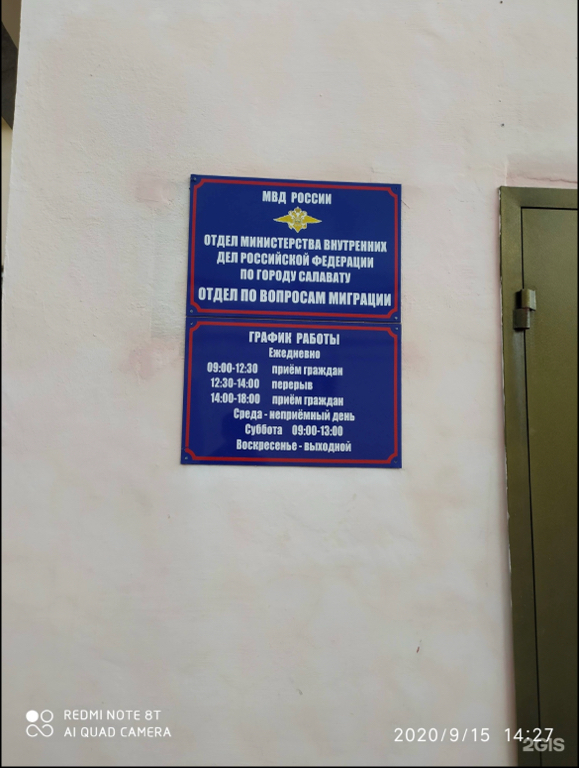 МВД РОССИИ
ОТДЕЛ МИНИСТЕРСТВА ВНУТРЕННИХ
ДЕЛ РОССИЙСКОЙ ФЕДЕРАЦИИ
ПО ГОРОДУ САЛАВАТУ
ОТДЕЛ ПО ВОПРОСАМ МИГРАЦИИ
ГРАФИК РАБОТЫ
Ежедневно
09:00-12:30 приём граждан
12:30-14:00 перерыв
14:00-18:00 приём граждан
Среда - неприёмный день
Суббота 09:00-13:00
Воскресенье - выходной
REDMI NOTE 8T
AI QUAD CAMERA
2020/9/15 14:27
2GIS